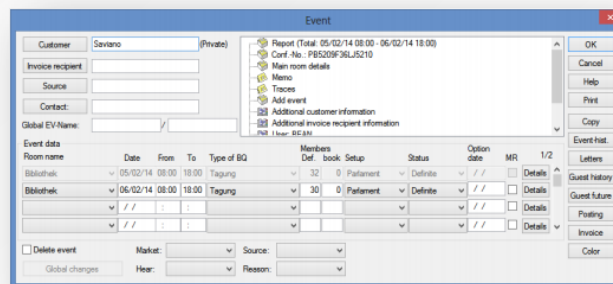 Event
Customer Saviano (Private)
Invoice recipient
Source
Contact:
Global EV-Name: /
Report (Total: 05/02/14 08:00 - 06/02/14 18:00)
Conf.-No.: PB5209F36LJ5210
Main room details
Memo
Traces
Add event
Additional customer information
Additional invoice recipient information
User: BEAN
OK
Cancel
Help
Print
Copy
Event-hist.
Letters
Guest history
Guest future
Posting
Invoice
Color
Event data
Members Option
Room name Date From To Type of BQ Def. book Setup Status date MR 1/2
Bibliothek 05/02/14 08:00 18:00 Tagung 32 0 Parlament Definite / / Details
Bibliothek 06/02/14 08:00 18:00 Tagung 30 0 Parlament Definite / / Details
/ / : : / / Details
/ / : : / / Details
Delete event Market: Source:
Global changes Hear: Reason: